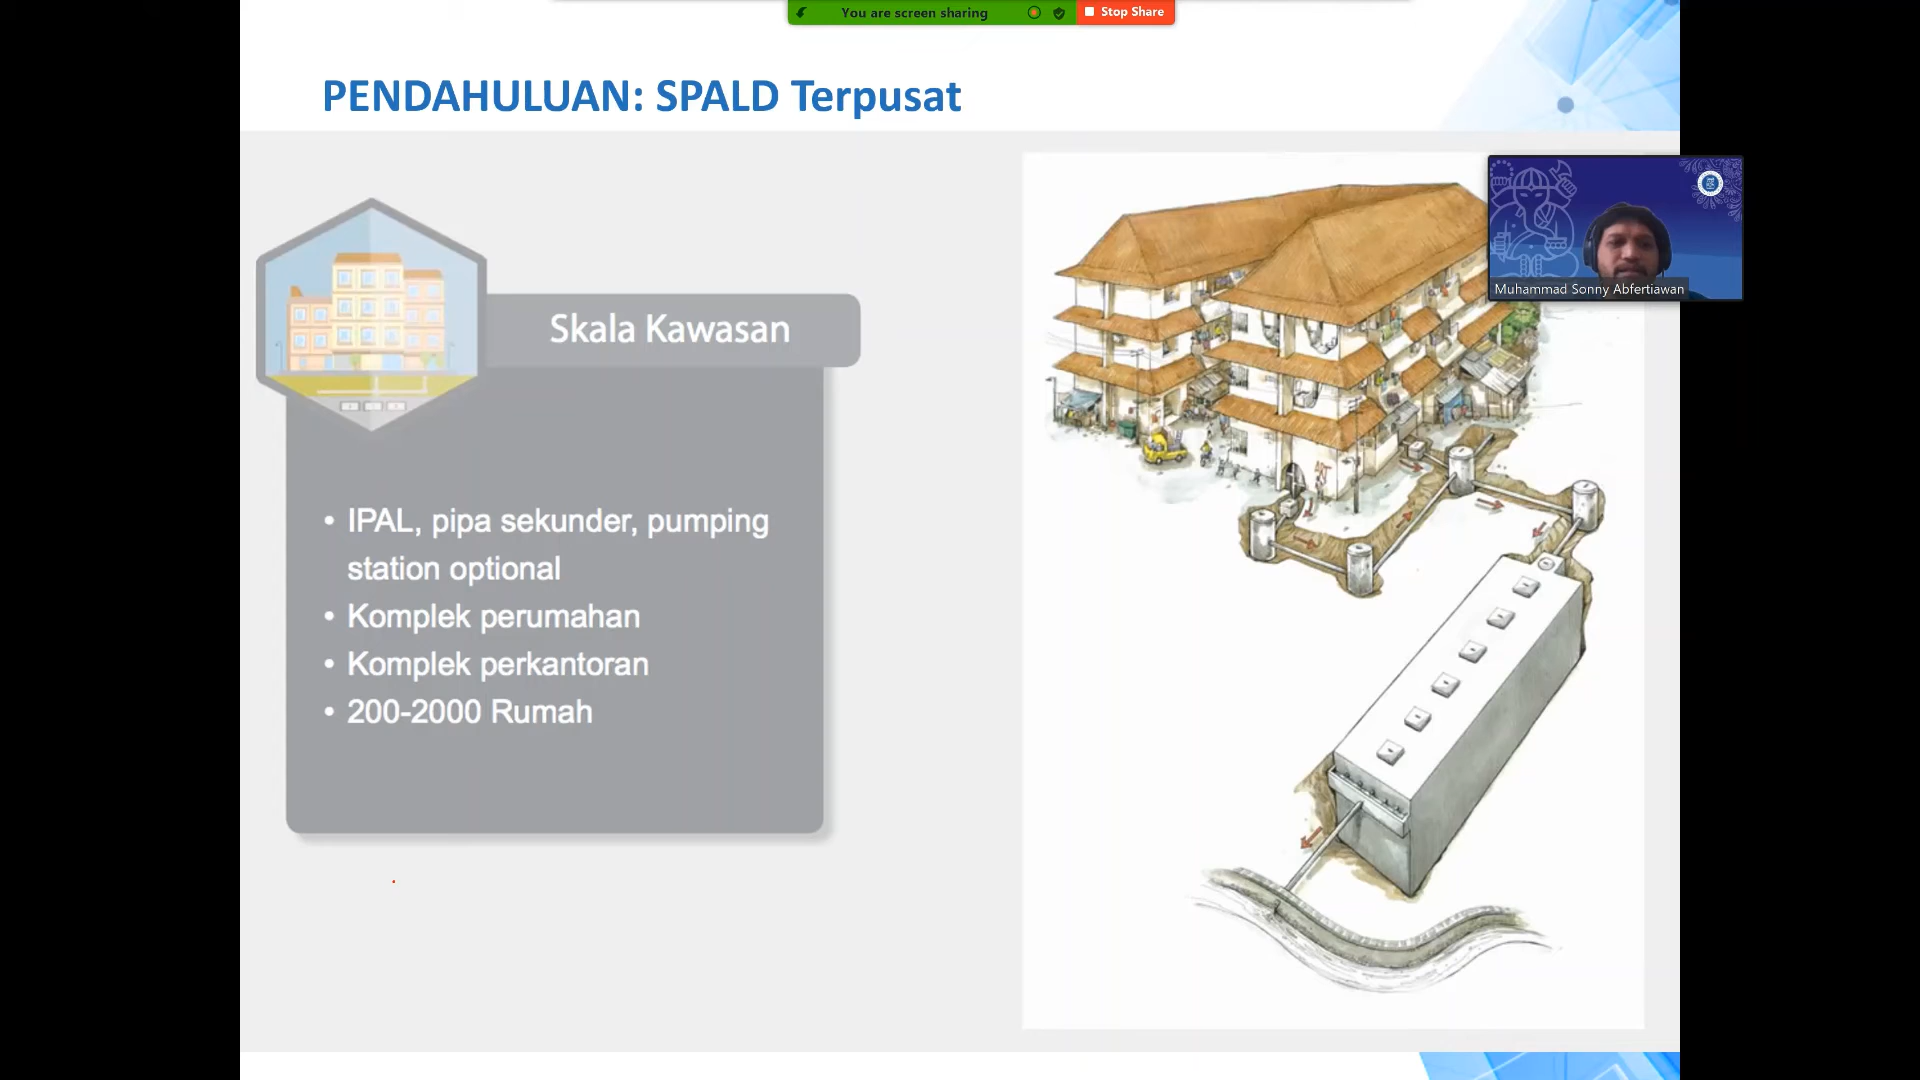 You are screen sharing
Stop Share
PENDAHULUAN: SPALD Terpusat
Muhammad Sonny Abfertiawan
Skala Kawasan
• IPAL, pipa sekunder, pumping
station optional
• Komplek perumahan
• Komplek perkantoran
• 200-2000 Rumah